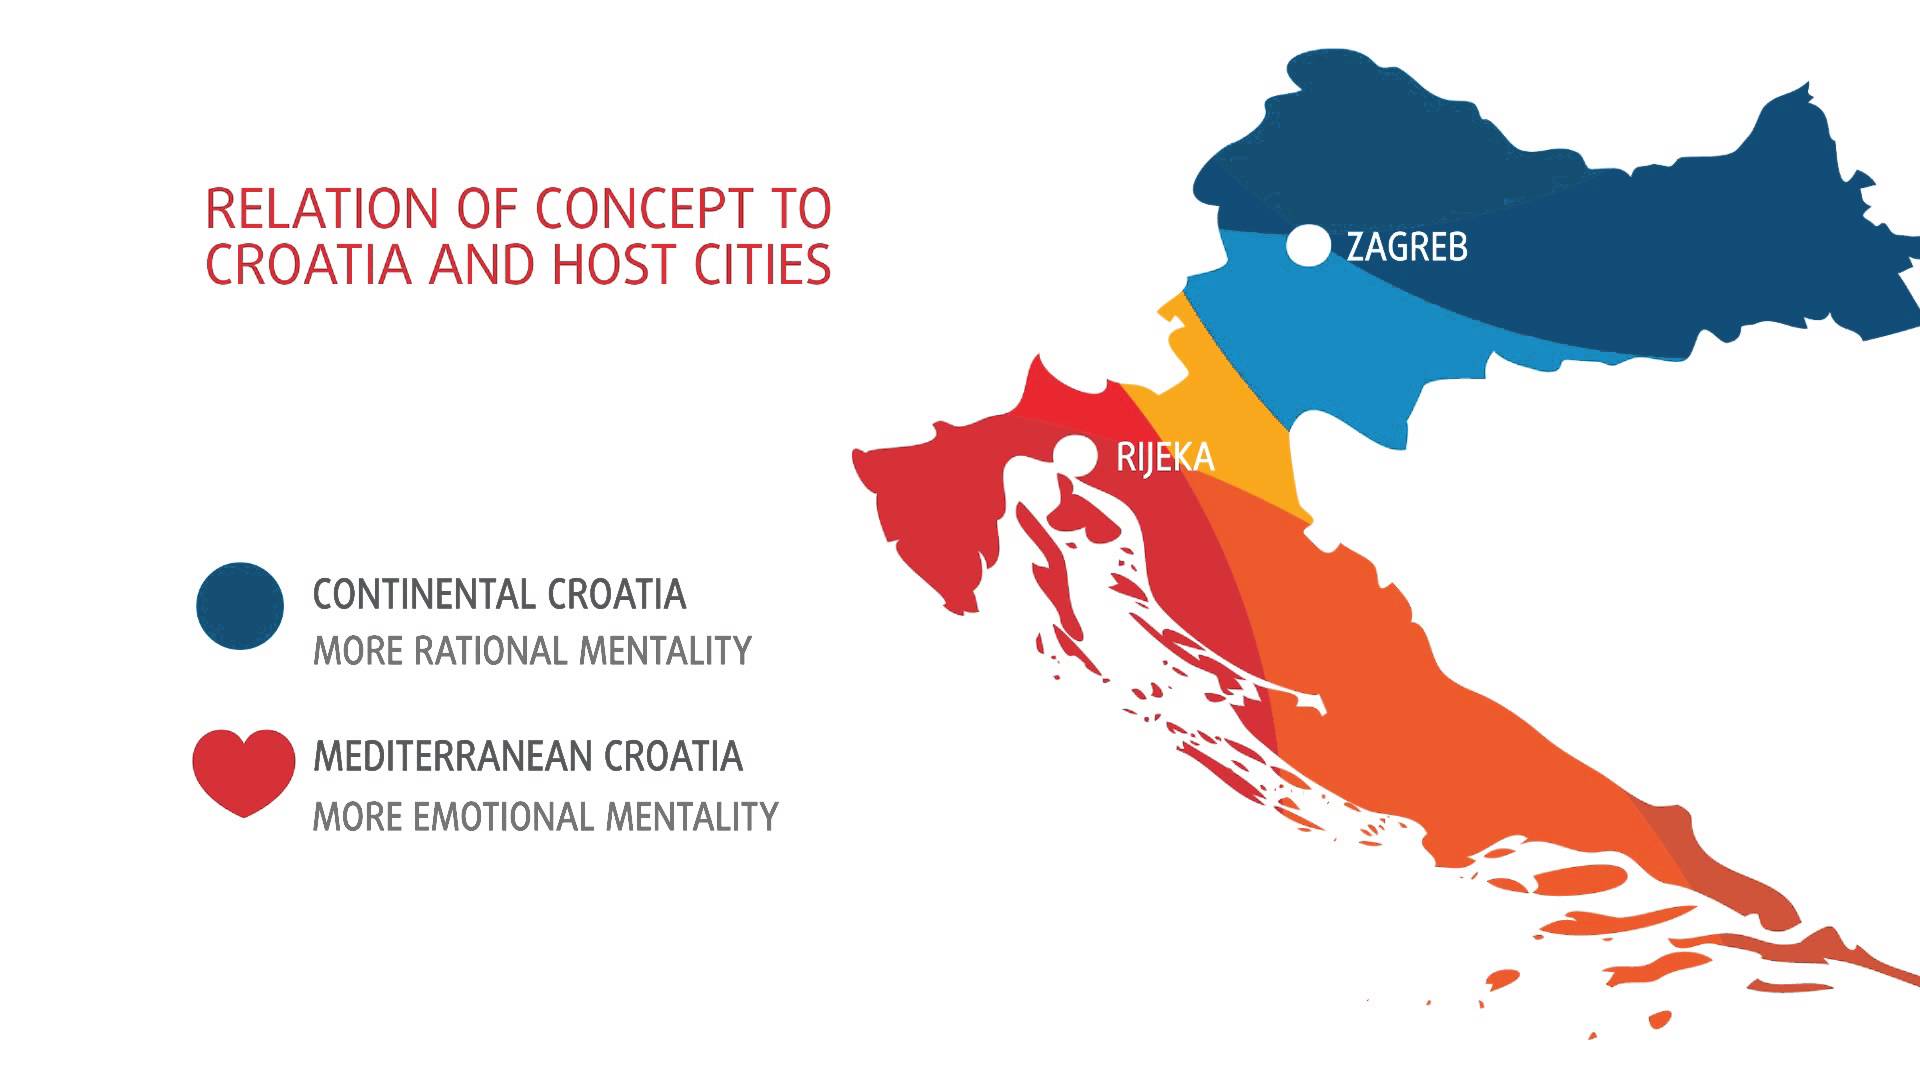 RELATION OF CONCEPT TO
CROATIA AND HOST CITIES
ZAGREB
RIJEKA
CONTINENTAL CROATIA
MORE RATIONAL MENTALITY
MEDITERRANEAN CROATIA
MORE EMOTIONAL MENTALITY